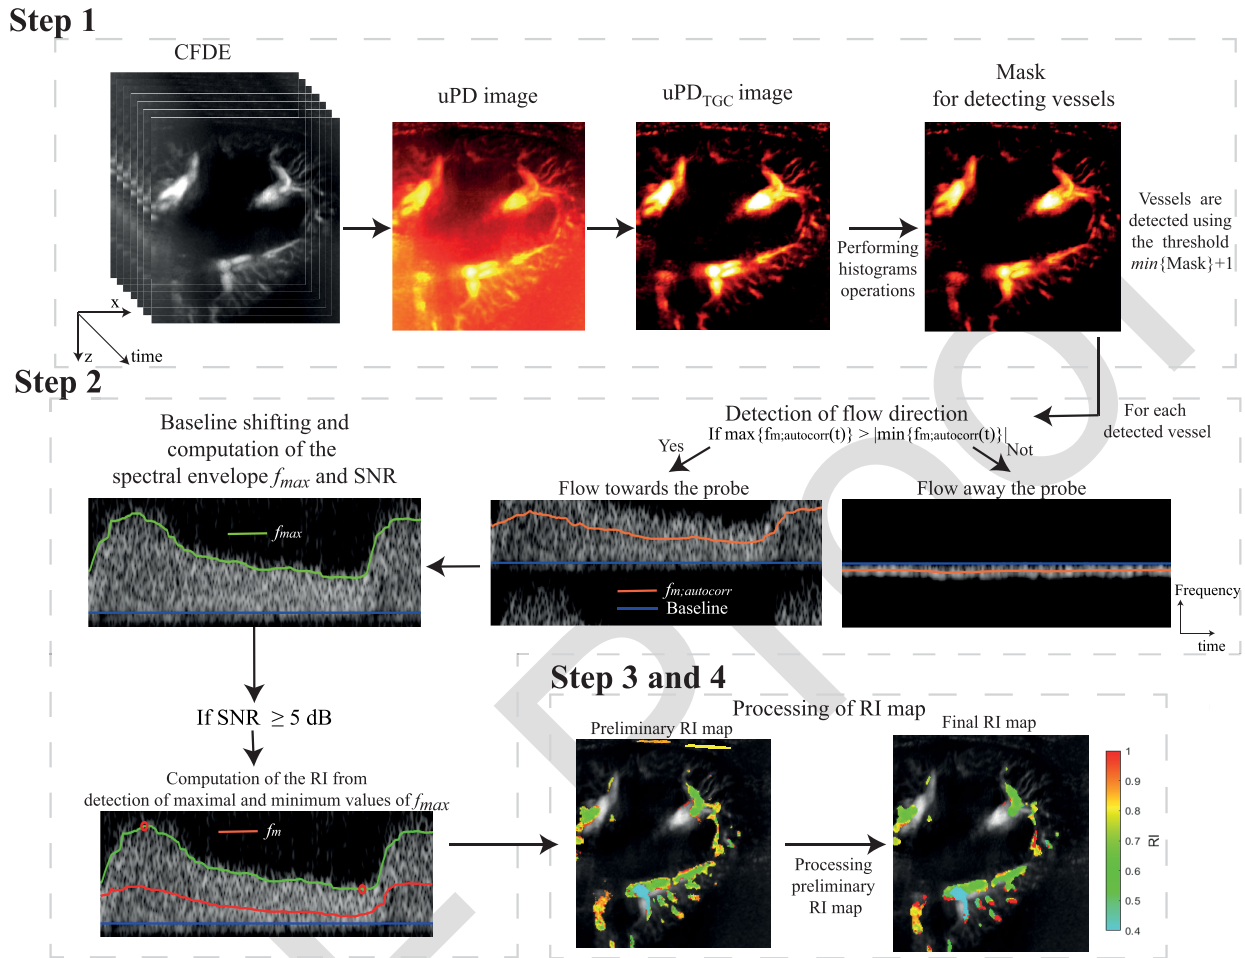 Step 1
CFDE
uPD image
uPDTGC image
Mask
for detecting vessels
Performing
histograms
operations
Vessels are
detected using
the threshold
min{Mask}+1
x
z
time
Step 2
Detection of flow direction
If max{fm;autocorr(t)} > |min{fm;autocorr(t)}|
For each
detected vessel
Yes
Not
Flow towards the probe
Flow away the probe
fm;autocorr
Baseline
Frequency
time
Baseline shifting and
computation of the
spectral envelope fmax and SNR
fmax
If SNR ≥ 5 dB
Computation of the RI from
detection of maximal and minimum values of fmax
fm
Step 3 and 4
Processing of RI map
Preliminary RI map
Final RI map
Processing
preliminary
RI map
1
0.9
0.8
0.7
0.6
0.5
0.4
RI